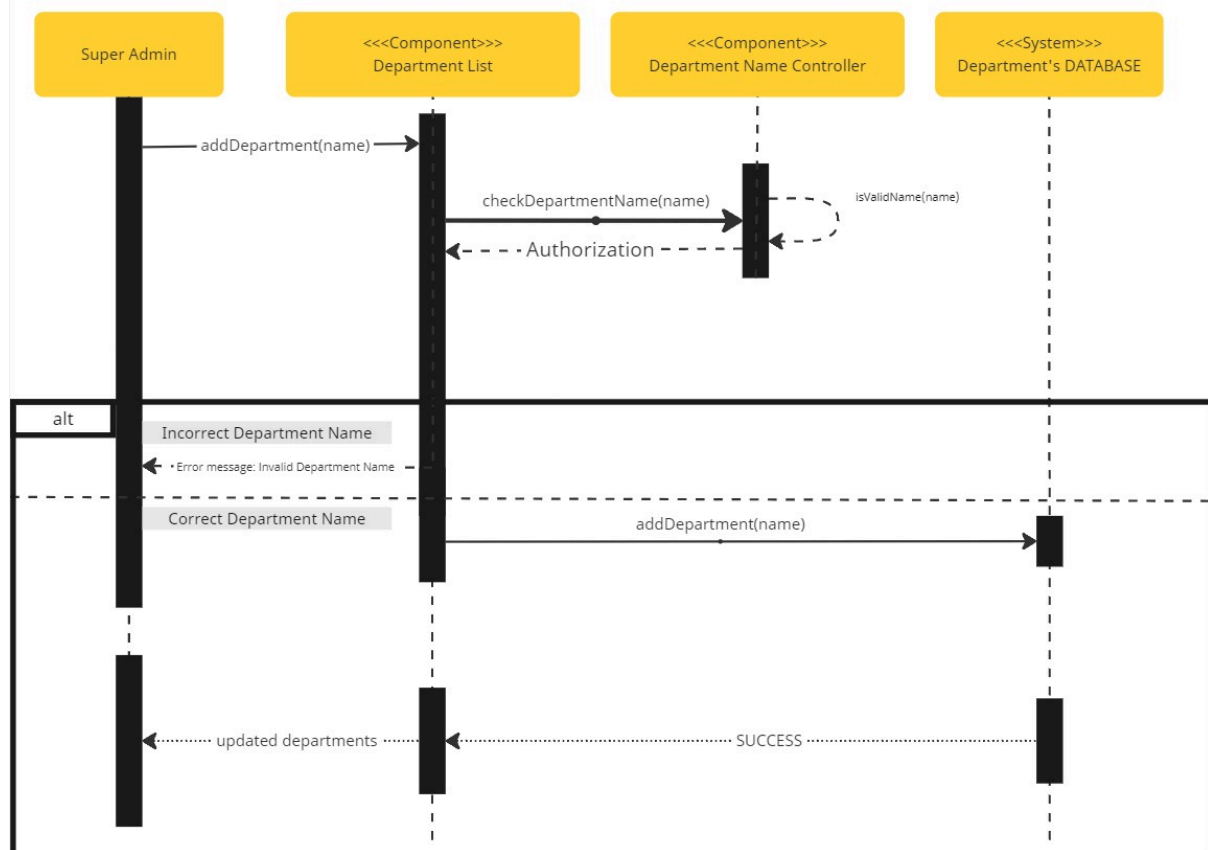 Super Admin
<<<Component>>>
Department List
<<<Component>>>
Department Name Controller
<<<System>>>
Department's DATABASE
addDepartment(name)
checkDepartmentName(name)
isValidName(name)
Authorization
alt
Incorrect Department Name
Error message: Invalid Department Name
Correct Department Name
addDepartment(name)
updated departments
SUCCESS